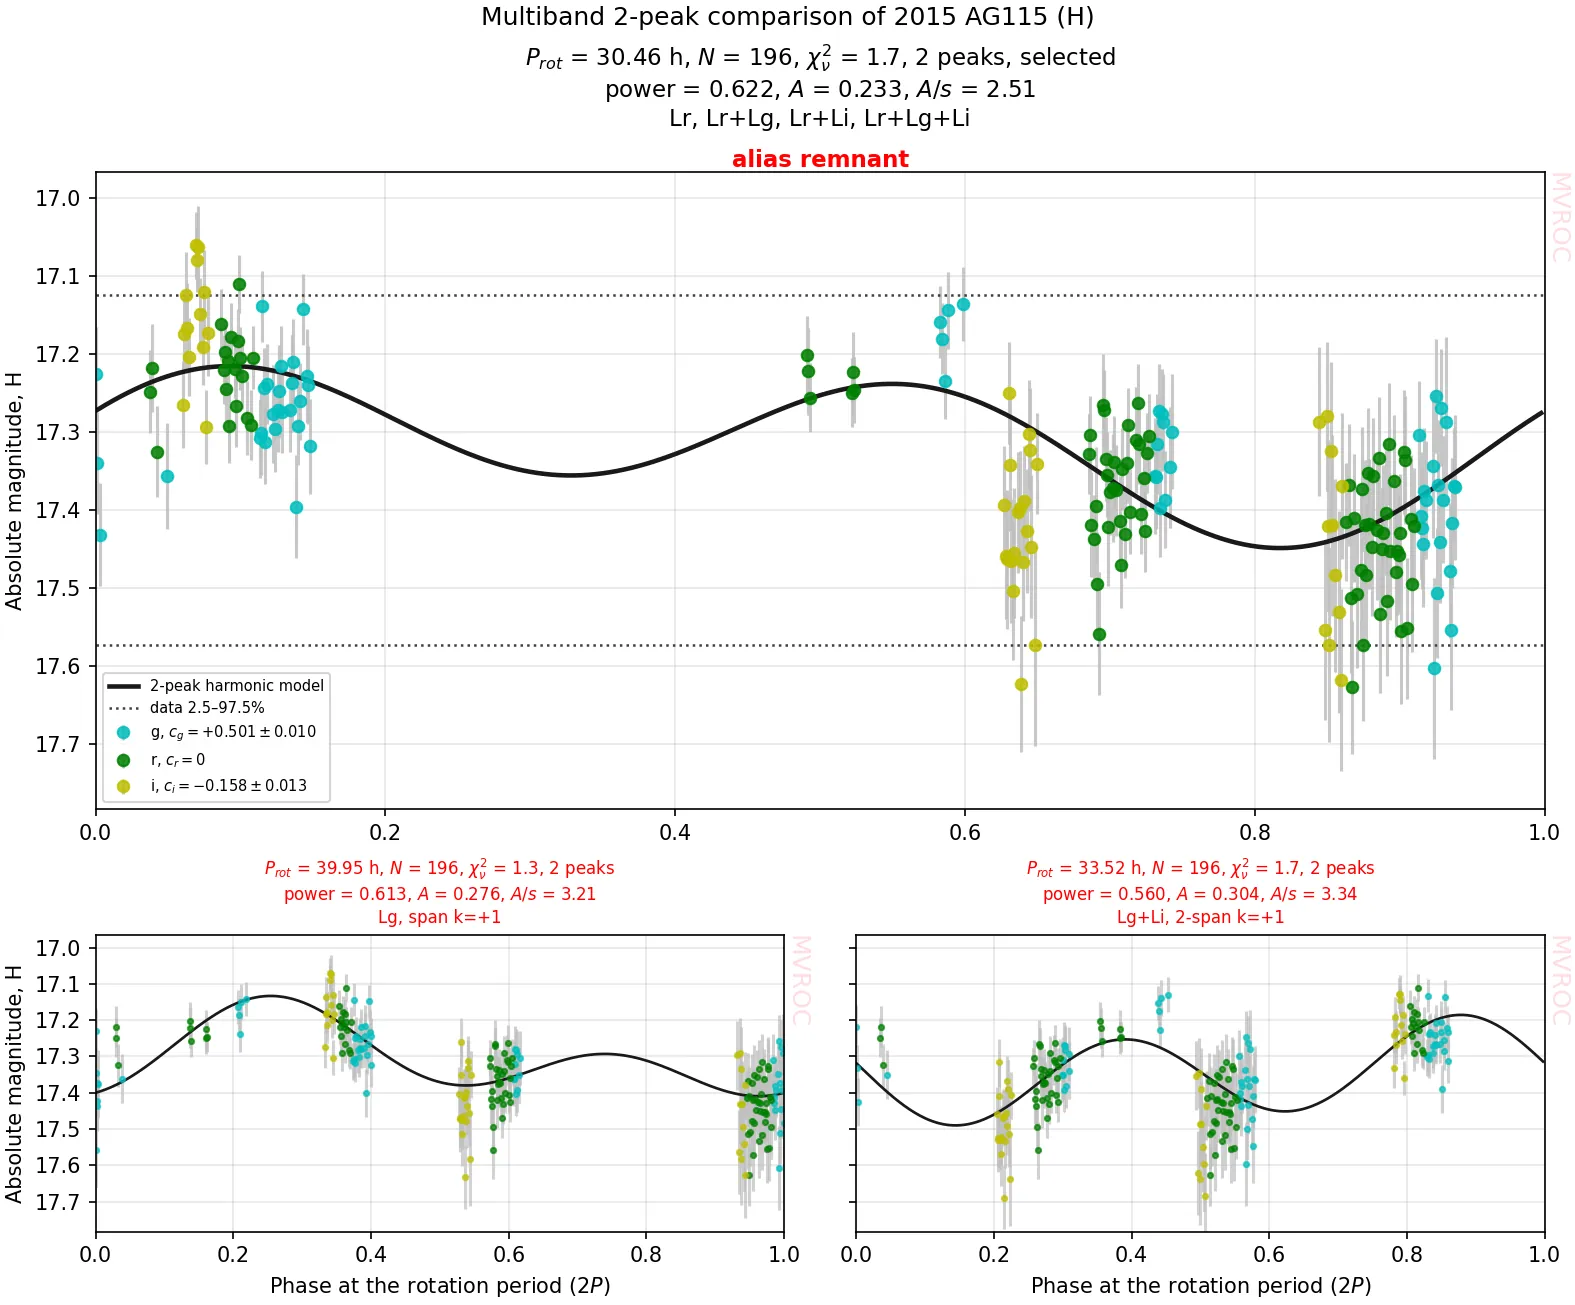 Multiband 2-peak comparison of 2015 AG115 (H)
P_rot = 30.46 h, N = 196, χ²_ν = 1.7, 2 peaks, selected
power = 0.622, A = 0.233, A/s = 2.51
Lr, Lr+Lg, Lr+Li, Lr+Lg+Li
alias remnant
MVROC
Absolute magnitude, H
17.0
17.1
17.2
17.3
17.4
17.5
17.6
17.7
2-peak harmonic model
data 2.5–97.5%
g, c_g = +0.501 ± 0.010
r, c_r = 0
i, c_i = −0.158 ± 0.013
0.0 0.2 0.4 0.6 0.8 1.0
P_rot = 39.95 h, N = 196, χ²_ν = 1.3, 2 peaks
power = 0.613, A = 0.276, A/s = 3.21
Lg, span k=+1
MVROC
Absolute magnitude, H
17.0
17.1
17.2
17.3
17.4
17.5
17.6
17.7
0.0 0.2 0.4 0.6 0.8 1.0
Phase at the rotation period (2P)
P_rot = 33.52 h, N = 196, χ²_ν = 1.7, 2 peaks
power = 0.560, A = 0.304, A/s = 3.34
Lg+Li, 2-span k=+1
MVROC
0.0 0.2 0.4 0.6 0.8 1.0
Phase at the rotation period (2P)